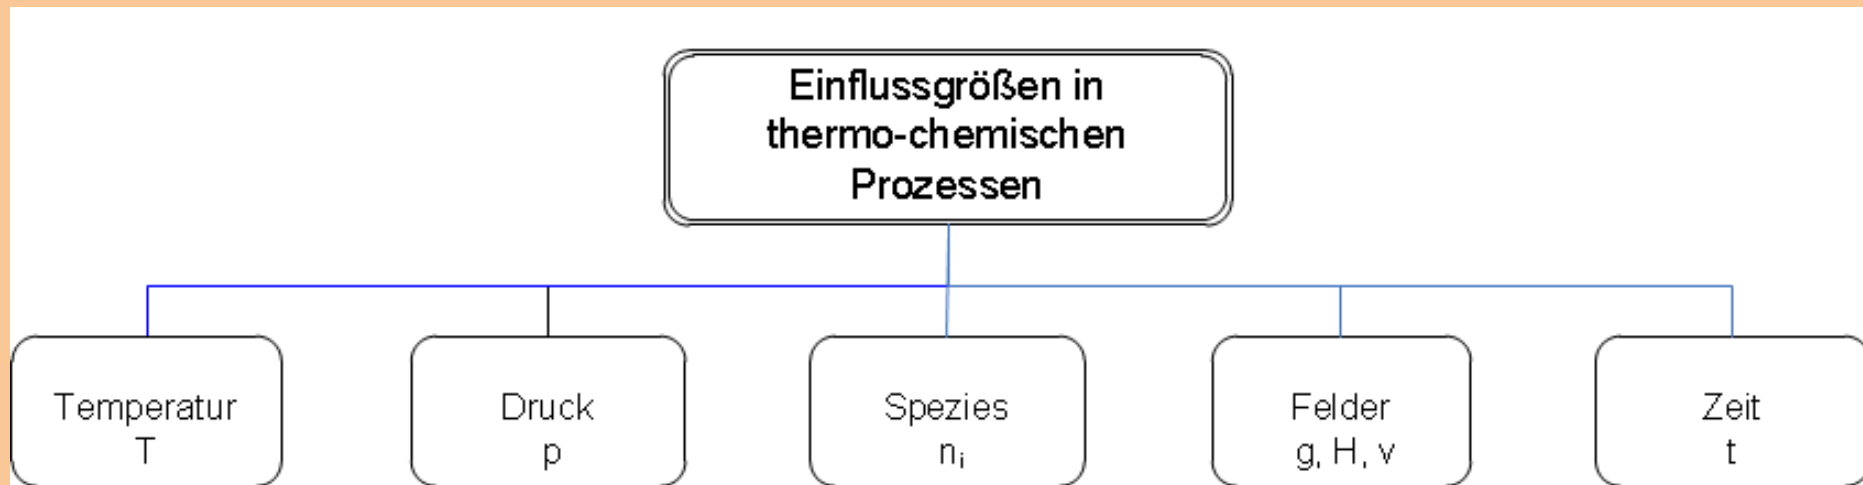 Einflussgrößen in
thermo-chemischen
Prozessen
Temperatur
T
Druck
p
Spezies
nᵢ
Felder
g, H, v
Zeit
t